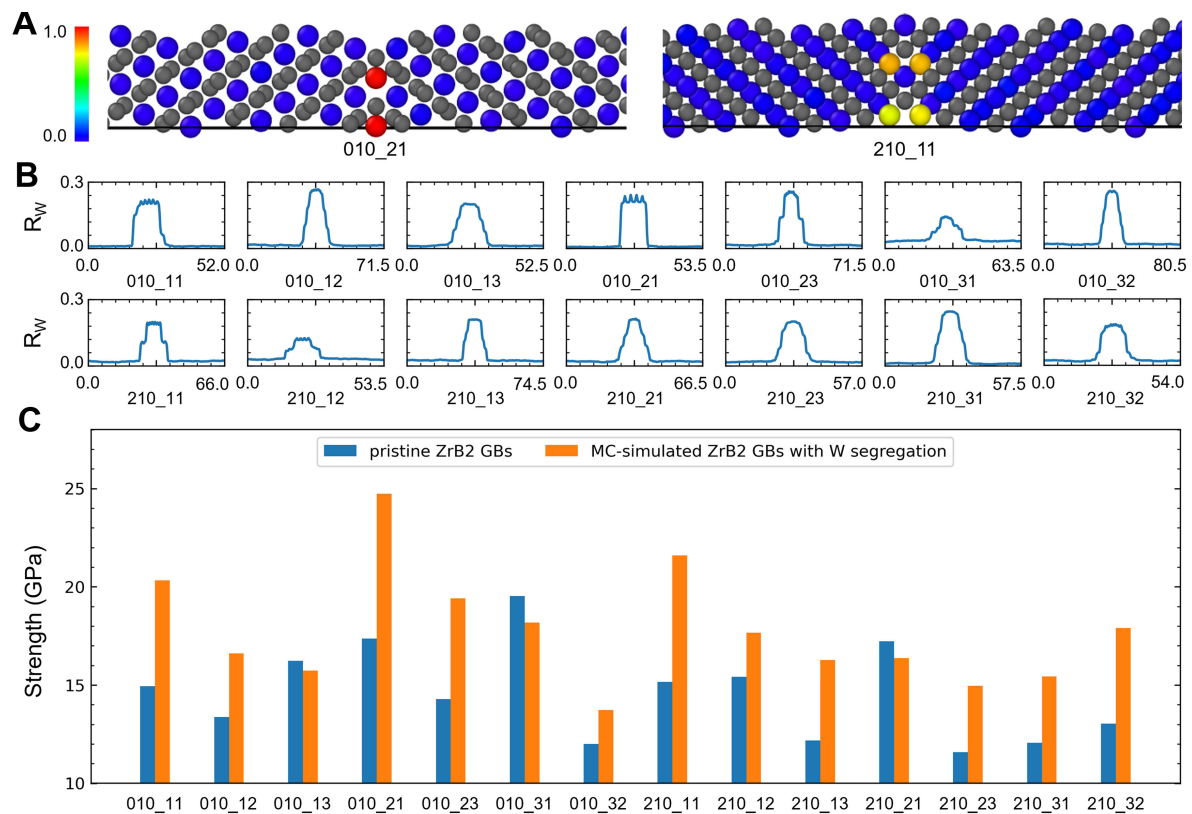 A
1.0
0.0
010_21
210_11
B
0.3
R_W
0.0
0.0 52.0 0.0 71.5 0.0 52.5 0.0 53.5 0.0 71.5 0.0 63.5 0.0 80.5
010_11 010_12 010_13 010_21 010_23 010_31 010_32
0.3
R_W
0.0
0.0 66.0 0.0 53.5 0.0 74.5 0.0 66.5 0.0 57.0 0.0 57.5 0.0 54.0
210_11 210_12 210_13 210_21 210_23 210_31 210_32
C
pristine ZrB2 GBs MC-simulated ZrB2 GBs with W segregation
25
20
15
10
Strength (GPa)
010_11 010_12 010_13 010_21 010_23 010_31 010_32 210_11 210_12 210_13 210_21 210_23 210_31 210_32